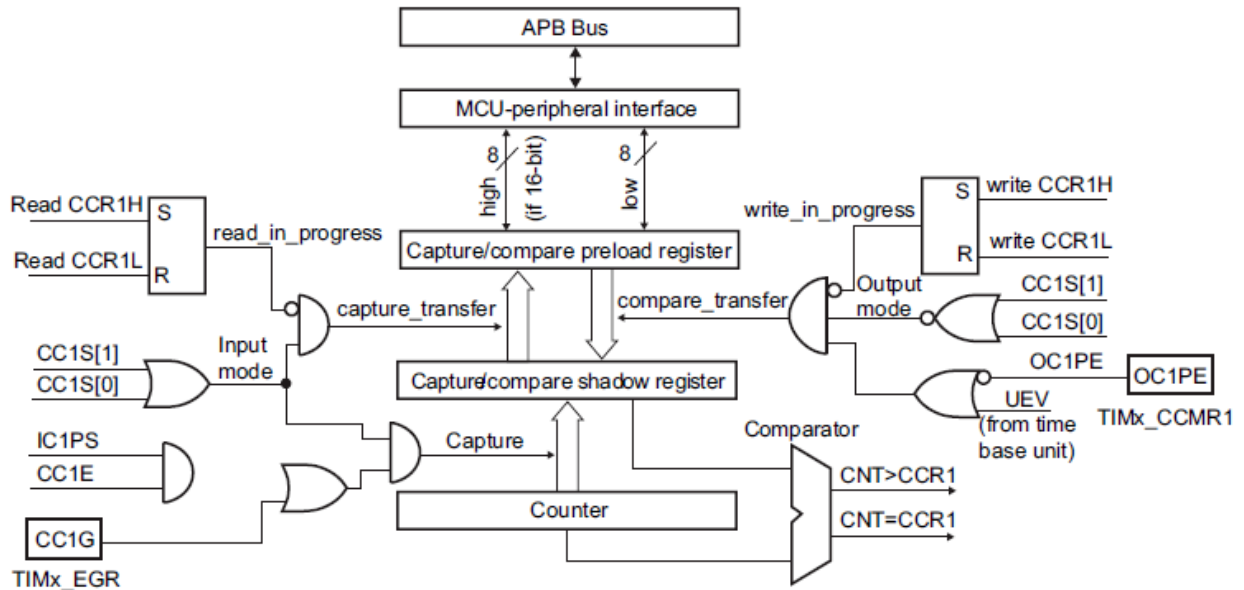 APB Bus
MCU-peripheral interface
8
high
(if 16-bit)
8
low
Read CCR1H
S
read_in_progress
Read CCR1L
R
write_in_progress
S
write CCR1H
R
write CCR1L
Capture/compare preload register
capture_transfer
compare_transfer
Output
mode
CC1S[1]
CC1S[0]
CC1S[1]
CC1S[0]
Input
mode
Capture/compare shadow register
OC1PE
OC1PE
UEV
(from time
base unit)
TIMx_CCMR1
IC1PS
CC1E
Capture
Comparator
CNT>CCR1
CNT=CCR1
Counter
CC1G
TIMx_EGR